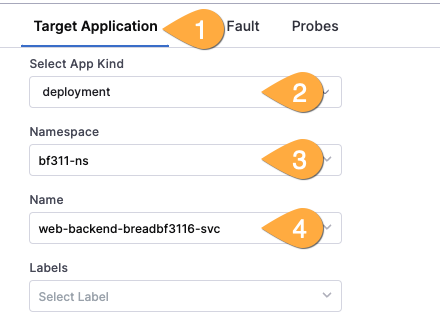 Target Application 1 Fault Probes
Select App Kind
deployment 2
Namespace
bf311-ns 3
Name
web-backend-breadbf3116-svc 4
Labels
Select Label